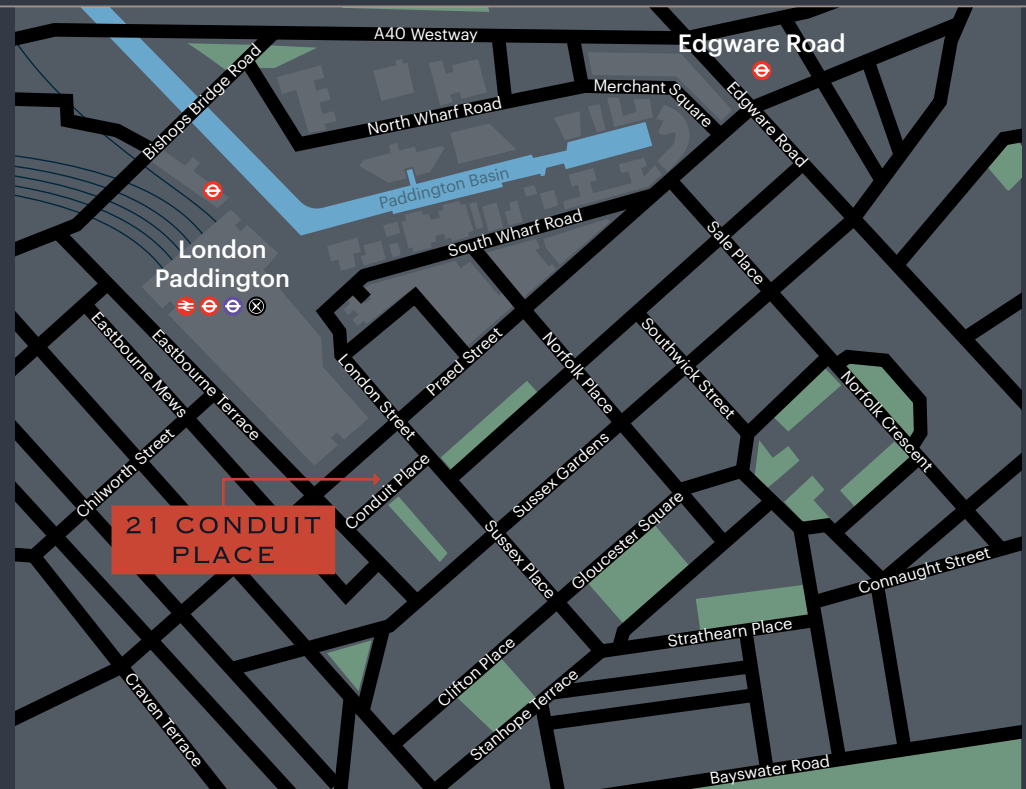 A40 Westway
Edgware Road
Bishops Bridge Road
Merchant Square
North Wharf Road
Edgware Road
Paddington Basin
South Wharf Road
London
Paddington
Sale Place
Eastbourne Mews
Eastbourne Terrace
London Street
Praed Street
Norfolk Place
Southwick Street
Norfolk Crescent
Chilworth Street
Conduit Place
Sussex Gardens
21 CONDUIT
PLACE
Sussex Place
Gloucester Square
Connaught Street
Strathearn Place
Clifton Place
Stanhope Terrace
Craven Terrace
Bayswater Road